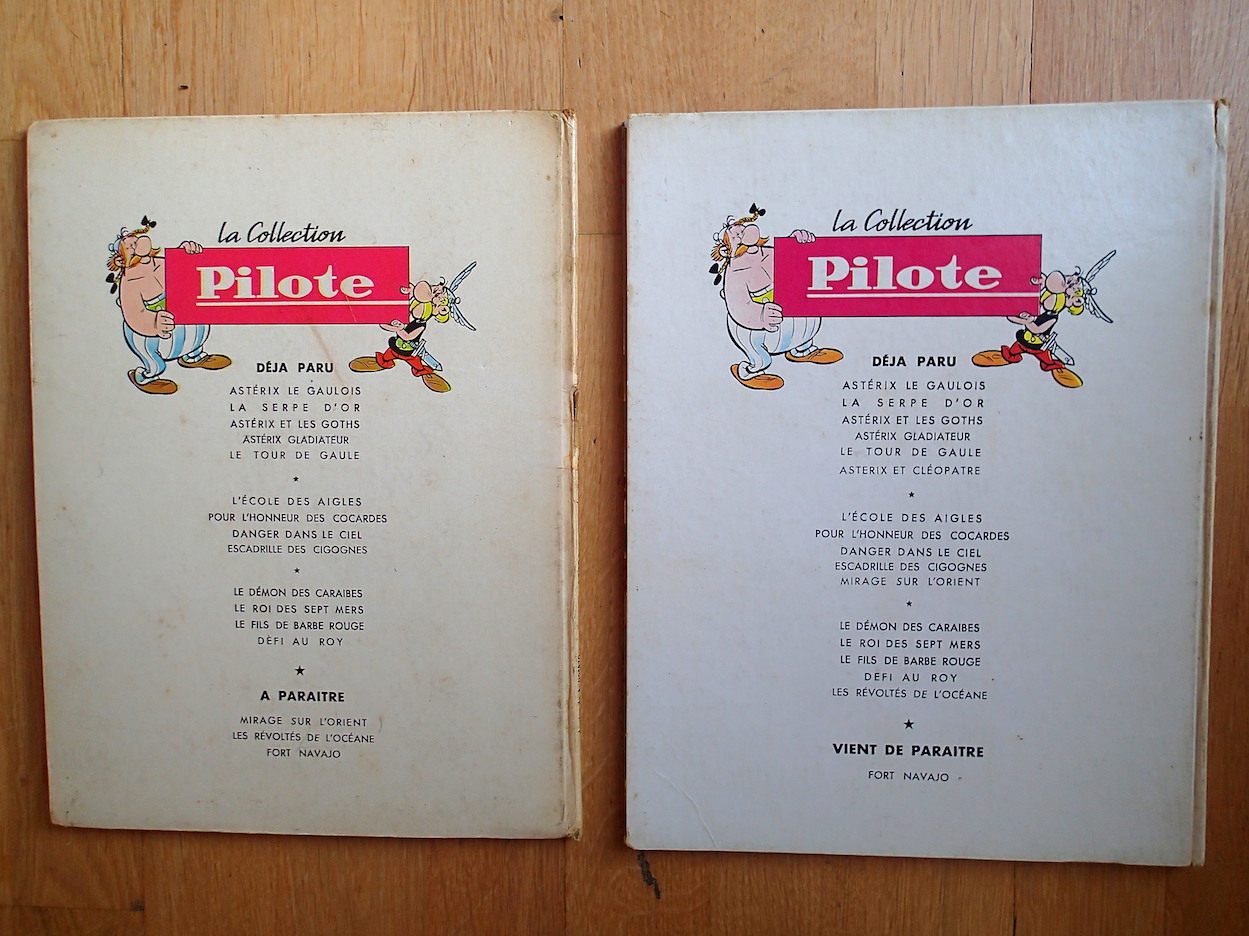 La Collection
Pilote
DÉJA PARU
ASTÉRIX LE GAULOIS
LA SERPE D'OR
ASTÉRIX ET LES GOTHS
ASTÉRIX GLADIATEUR
LE TOUR DE GAULE
L'ÉCOLE DES AIGLES
POUR L'HONNEUR DES COCARDES
DANGER DANS LE CIEL
ESCADRILLE DES CIGOGNES
LE DÉMON DES CARAIBES
LE ROI DES SEPT MERS
LE FILS DE BARBE ROUGE
DÉFI AU ROY
A PARAITRE
MIRAGE SUR L'ORIENT
LES RÉVOLTÉS DE L'OCÉANE
FORT NAVAJO
La Collection
Pilote
DÉJA PARU
ASTÉRIX LE GAULOIS
LA SERPE D'OR
ASTÉRIX ET LES GOTHS
ASTÉRIX GLADIATEUR
LE TOUR DE GAULE
ASTERIX ET CLÉOPATRE
L'ÉCOLE DES AIGLES
POUR L'HONNEUR DES COCARDES
DANGER DANS LE CIEL
ESCADRILLE DES CIGOGNES
MIRAGE SUR L'ORIENT
LE DÉMON DES CARAIBES
LE ROI DES SEPT MERS
LE FILS DE BARBE ROUGE
DÉFI AU ROY
LES RÉVOLTÉS DE L'OCÉANE
VIENT DE PARAITRE
FORT NAVAJO